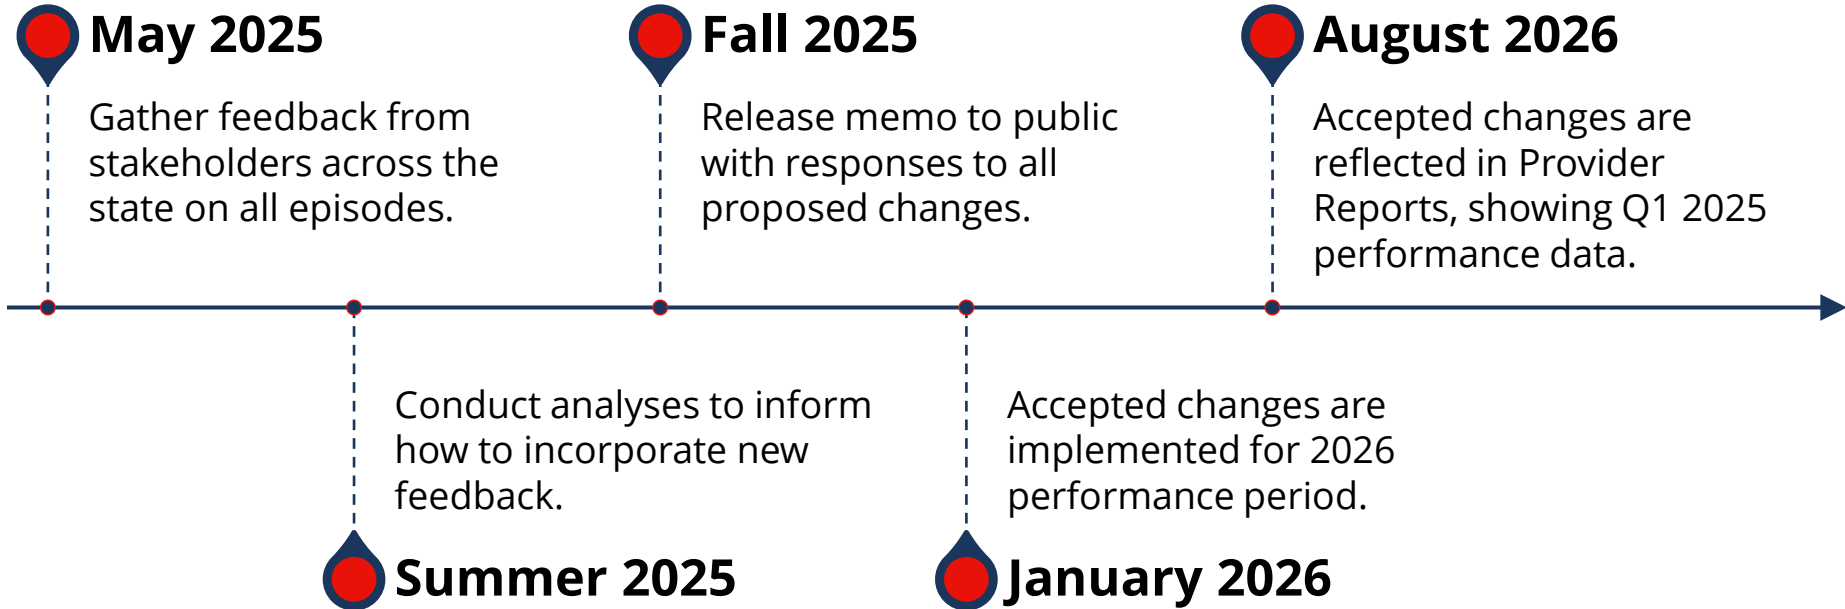 May 2025
Gather feedback from
stakeholders across the
state on all episodes.
Summer 2025
Conduct analyses to inform
how to incorporate new
feedback.
Fall 2025
Release memo to public
with responses to all
proposed changes.
January 2026
Accepted changes are
implemented for 2026
performance period.
August 2026
Accepted changes are
reflected in Provider
Reports, showing Q1 2025
performance data.